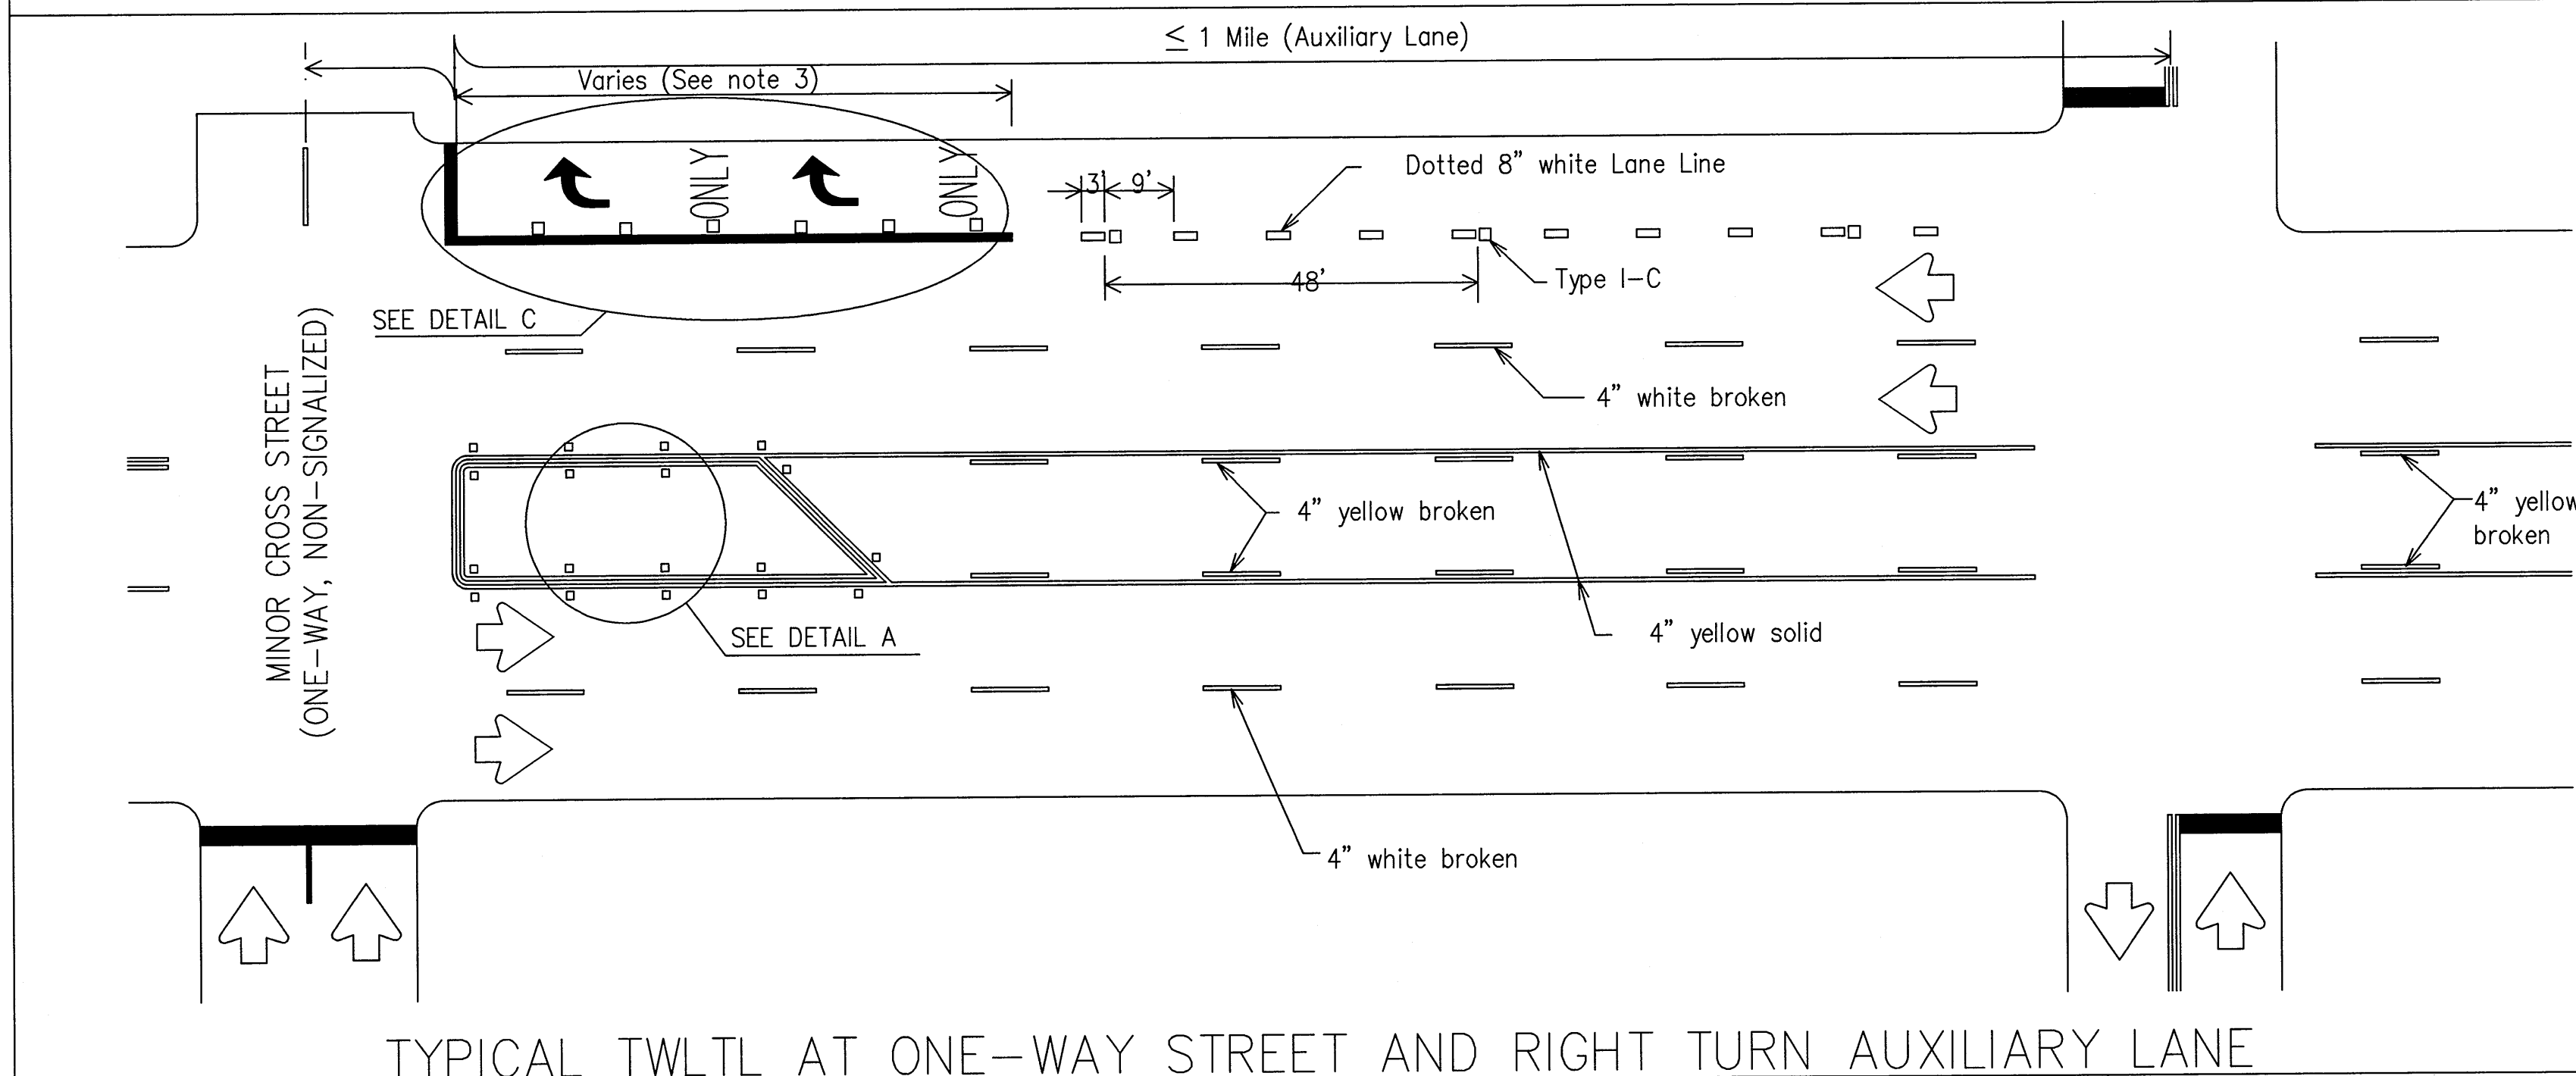 ≤ 1 Mile (Auxiliary Lane)
Varies (See note 3)
ONLY
ONLY
3'
9'
Dotted 8" white Lane Line
48'
Type I-C
SEE DETAIL C
4" white broken
MINOR CROSS STREET
(ONE-WAY, NON-SIGNALIZED)
4" yellow broken
4" yellow
broken
SEE DETAIL A
4" yellow solid
4" white broken
TYPICAL TWLTL AT ONE-WAY STREET AND RIGHT TURN AUXILIARY LANE